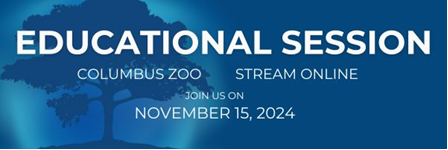 EDUCATIONAL SESSION
COLUMBUS ZOO STREAM ONLINE
JOIN US ON
NOVEMBER 15, 2024